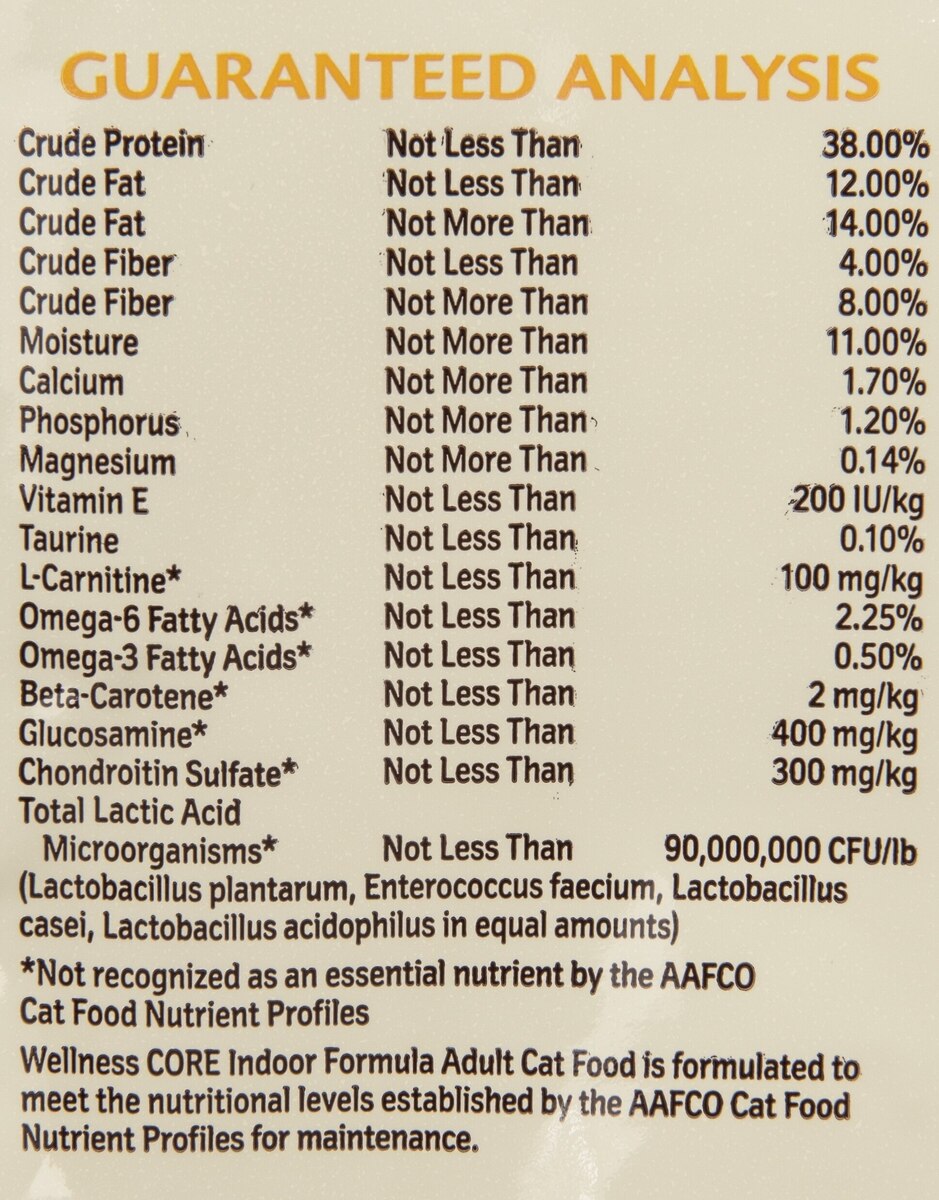 GUARANTEED ANALYSIS
Crude Protein Not Less Than 38.00%
Crude Fat Not Less Than 12.00%
Crude Fat Not More Than 14.00%
Crude Fiber Not Less Than 4.00%
Crude Fiber Not More Than 8.00%
Moisture Not More Than 11.00%
Calcium Not More Than 1.70%
Phosphorus Not More Than 1.20%
Magnesium Not More Than 0.14%
Vitamin E Not Less Than 200 IU/kg
Taurine Not Less Than 0.10%
L-Carnitine* Not Less Than 100 mg/kg
Omega-6 Fatty Acids* Not Less Than 2.25%
Omega-3 Fatty Acids* Not Less Than 0.50%
Beta-Carotene* Not Less Than 2 mg/kg
Glucosamine* Not Less Than 400 mg/kg
Chondroitin Sulfate* Not Less Than 300 mg/kg
Total Lactic Acid
Microorganisms* Not Less Than 90,000,000 CFU/lb
(Lactobacillus plantarum, Enterococcus faecium, Lactobacillus
casei, Lactobacillus acidophilus in equal amounts)
*Not recognized as an essential nutrient by the AAFCO
Cat Food Nutrient Profiles
Wellness CORE Indoor Formula Adult Cat Food is formulated to
meet the nutritional levels established by the AAFCO Cat Food
Nutrient Profiles for maintenance.